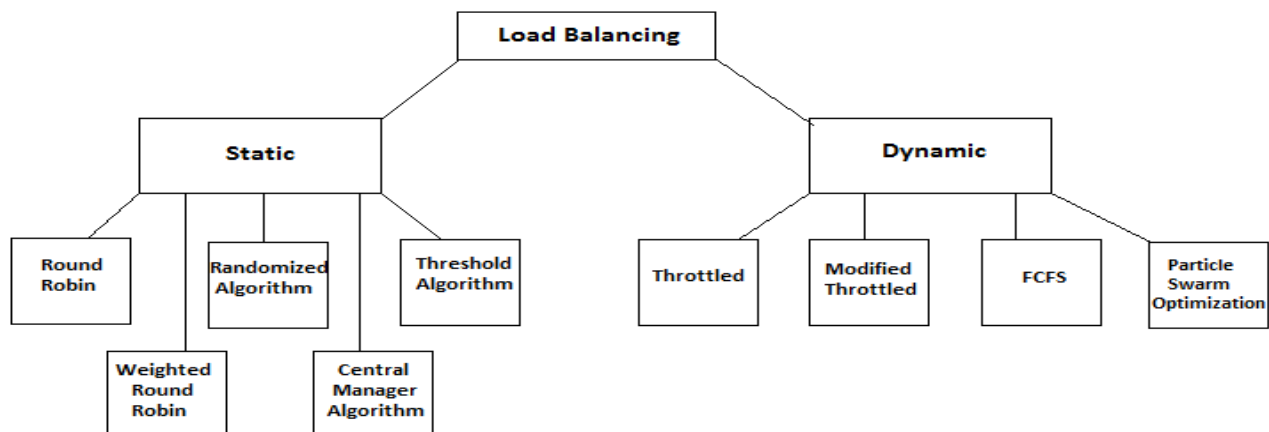 Load Balancing
Static
Dynamic
Round
Robin
Randomized
Algorithm
Threshold
Algorithm
Throttled
Modified
Throttled
FCFS
Particle
Swarm
Optimization
Weighted
Round
Robin
Central
Manager
Algorithm